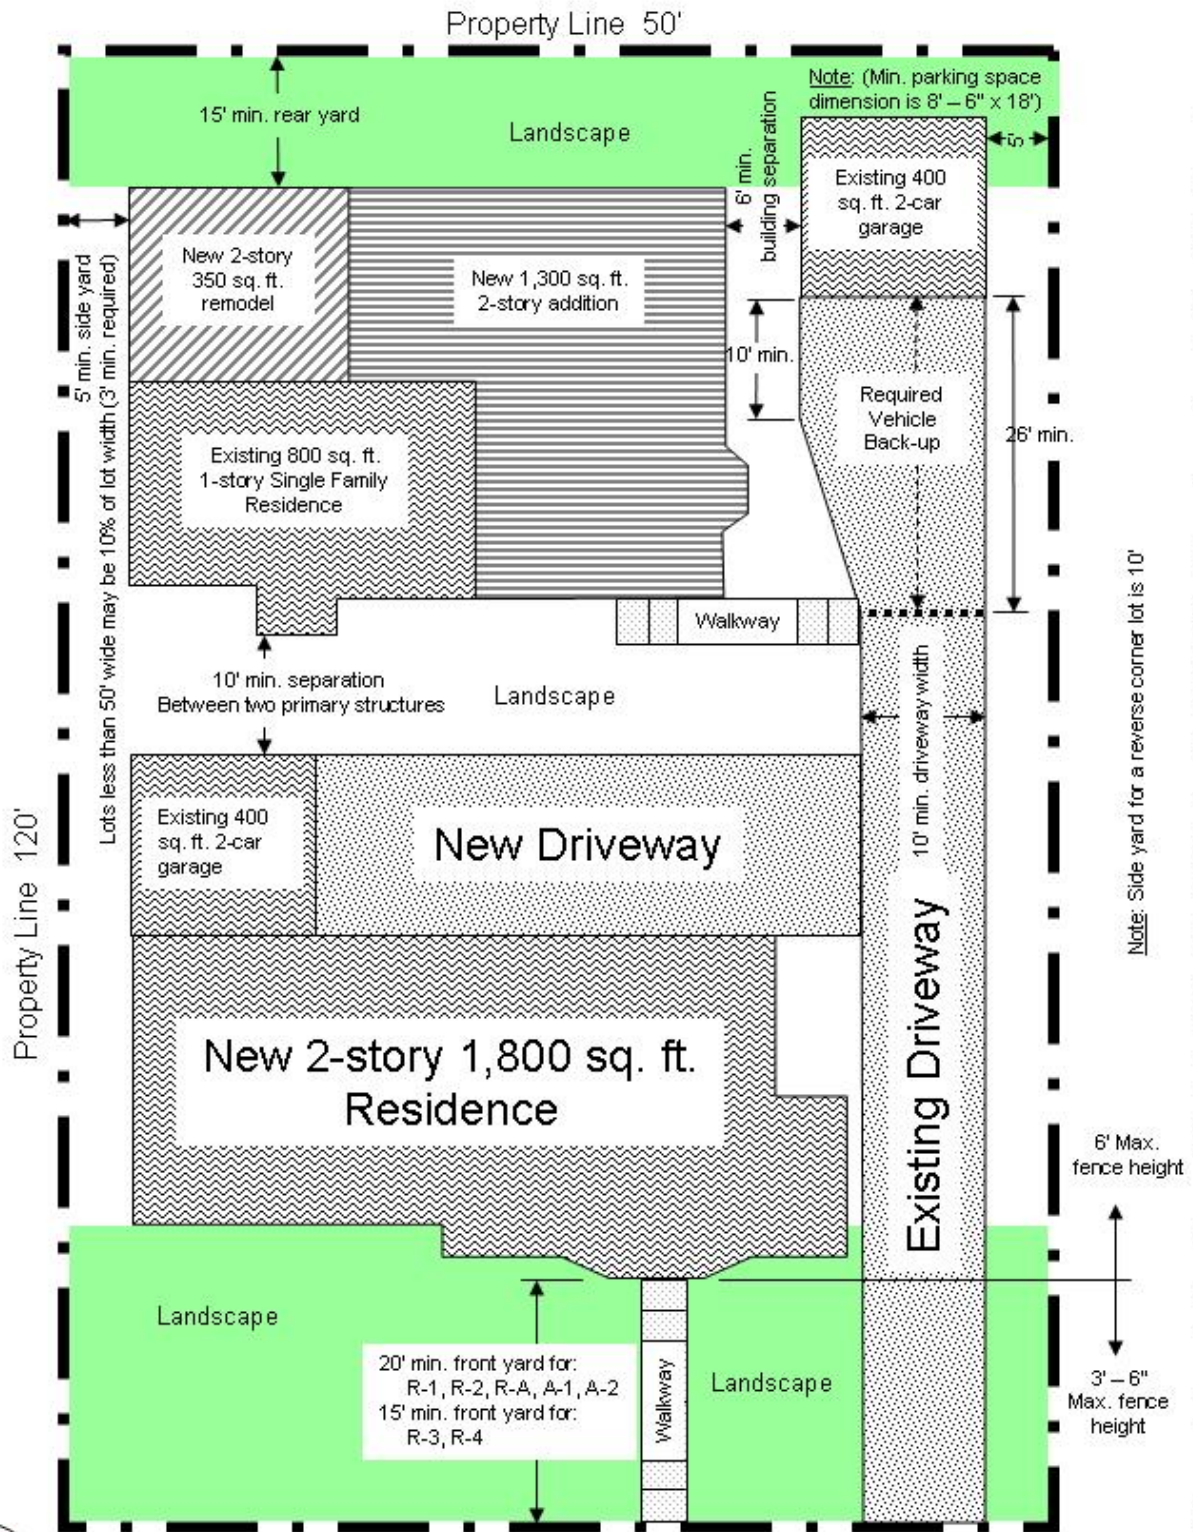 Property Line  50'
Note: (Min. parking space
dimension is 8' – 6" x 18')
15' min. rear yard
Landscape
5'
6' min.
building separation
Existing 400
sq. ft. 2-car
garage
5' min. side yard
Lots less than 50' wide may be 10% of lot width (3' min. required)
New 2-story
350 sq. ft.
remodel
New 1,300 sq. ft.
2-story addition
10' min.
Required
Vehicle
Back-up
26' min.
Existing 800 sq. ft.
1-story Single Family
Residence
Walkway
10' min. separation
Between two primary structures
Landscape
10' min. driveway width
Note: Side yard for a reverse corner lot is 10'
Property Line  120'
Existing 400
sq. ft. 2-car
garage
New Driveway
Existing Driveway
New 2-story 1,800 sq. ft.
Residence
6' Max.
fence height
Landscape
20' min. front yard for:
R-1, R-2, R-A, A-1, A-2
15' min. front yard for:
R-3, R-4
Walkway
Landscape
3' – 6"
Max. fence
height